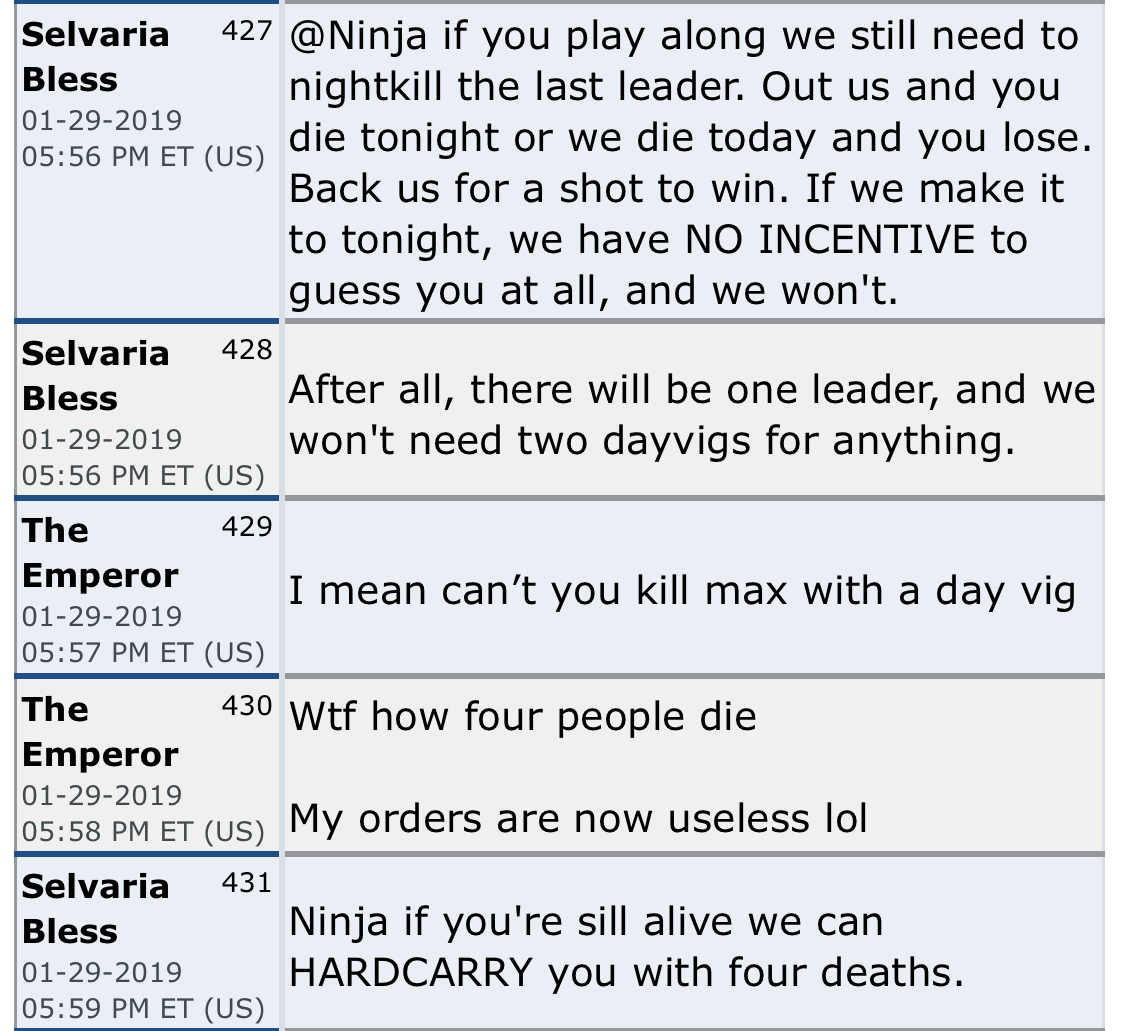 Selvaria 427
Bless
01-29-2019
05:56 PM ET (US)
@Ninja if you play along we still need to
nightkill the last leader. Out us and you
die tonight or we die today and you lose.
Back us for a shot to win. If we make it
to tonight, we have NO INCENTIVE to
guess you at all, and we won't.
Selvaria 428
Bless
01-29-2019
05:56 PM ET (US)
After all, there will be one leader, and we
won't need two dayvigs for anything.
The 429
Emperor
01-29-2019
05:57 PM ET (US)
I mean can’t you kill max with a day vig
The 430
Emperor
01-29-2019
05:58 PM ET (US)
Wtf how four people die
My orders are now useless lol
Selvaria 431
Bless
01-29-2019
05:59 PM ET (US)
Ninja if you're sill alive we can
HARDCARRY you with four deaths.